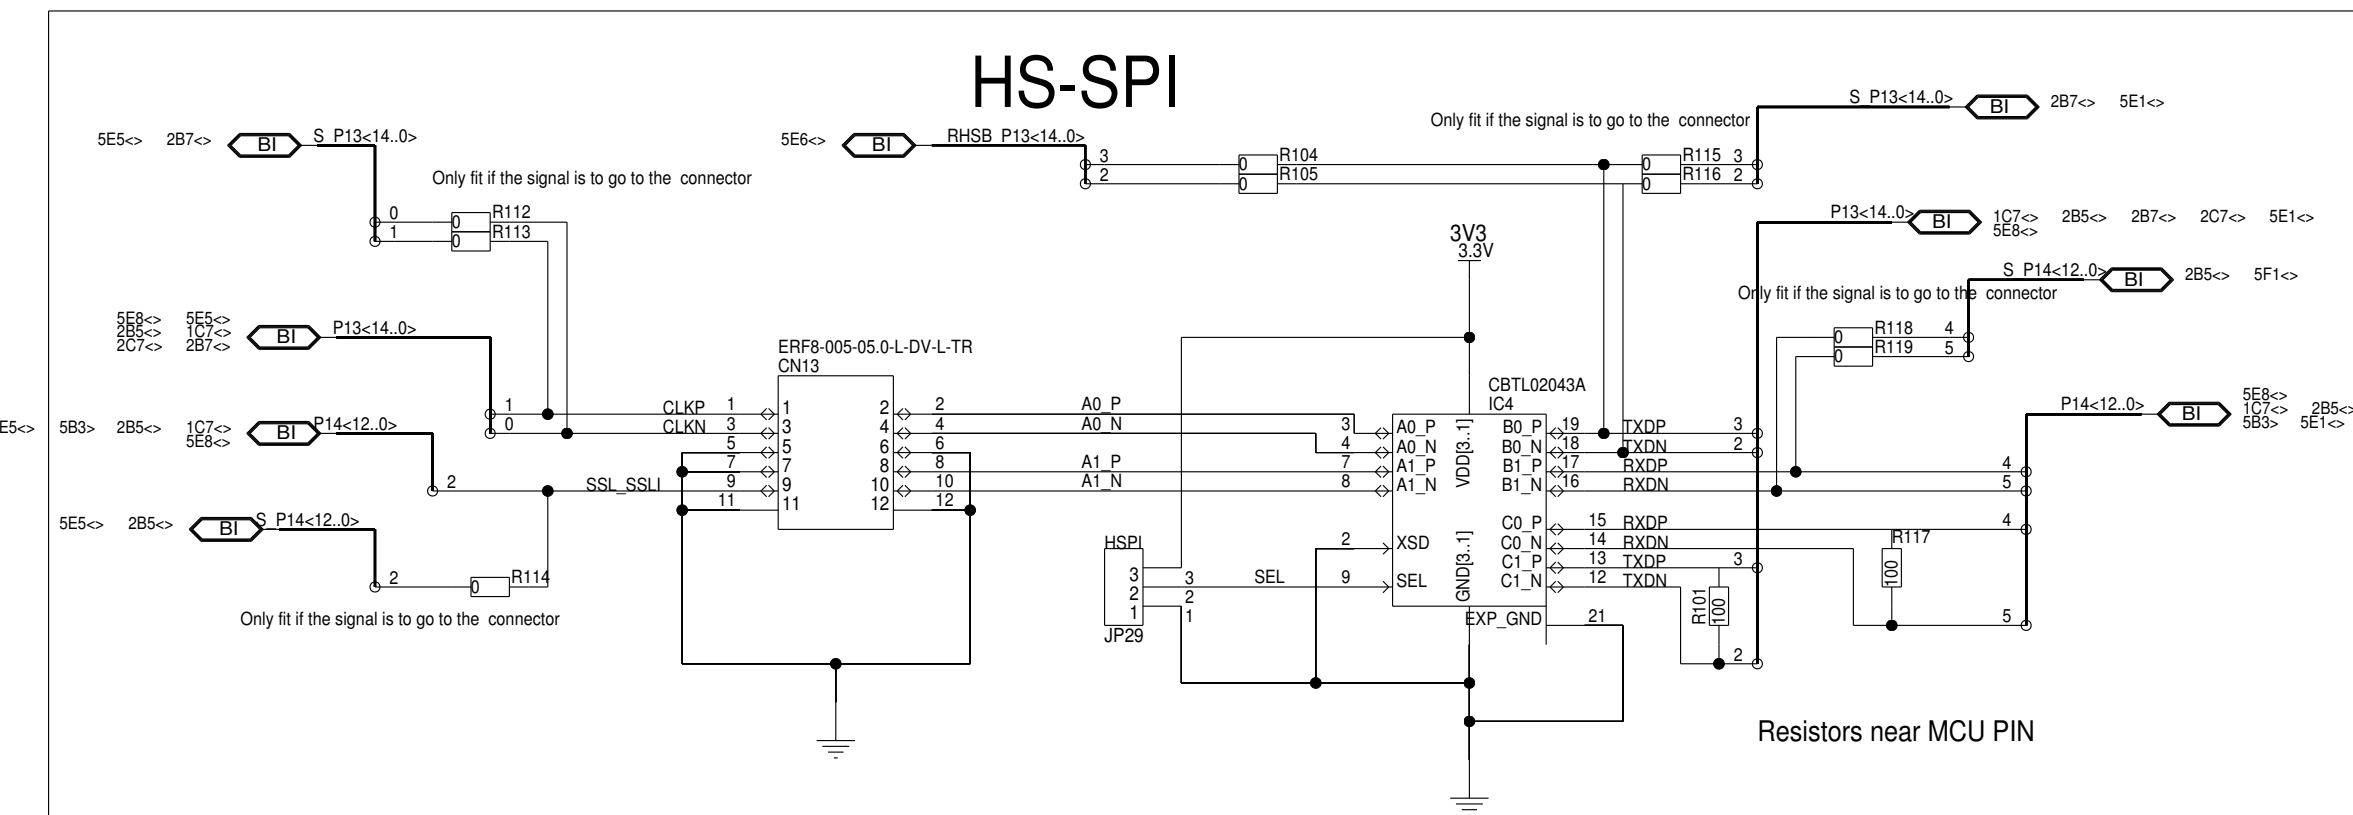 HS-SPI
5E5<> 2B7<> BI S_P13<14..0>
Only fit if the signal is to go to the connector
0 0 R112
1 0 R113
5E8<> 5E5<>
2B5<> 1C7<>
2C7<> 2B7<>
BI P13<14..0>
1 CLKP 1
0 CLKN 3
E5<> 5B3> 2B5<> 1C7<>
5E8<>
BI P14<12..0>
2 SSL_SSLI 9
5E5<> 2B5<> BI S_P14<12..0>
2 0 R114
Only fit if the signal is to go to the connector
ERF8-005-05.0-L-DV-L-TR
CN13
1 2 2 A0_P 3
3 4 4 A0_N 4
5 5 6 6
7 7 8 8 A1_P 7
9 10 10 A1_N 8
11 11 12 12
5E6<> BI RHSB_P13<14..0>
3 0 R104
2 0 R105
Only fit if the signal is to go to the connector
0 R115 3
0 R116 2
S_P13<14..0> BI 2B7<> 5E1<>
3V3
3.3V
HSPI
3 3
2 2
1 1
JP29
SEL 9
2
CBTL02043A
IC4
A0_P
A0_N
A1_P
A1_N
XSD
SEL
VDD[3..1]
GND[3..1]
B0_P 19 TXDP 3
B0_N 18 TXDN 2
B1_P 17 RXDP 4
B1_N 16 RXDN 5
C0_P 15 RXDP 4
C0_N 14 RXDN
C1_P 13 TXDP 3
C1_N 12 TXDN
EXP_GND 21
R101
100
2
R117
100
5
P13<14..0> BI 1C7<> 2B5<> 2B7<> 2C7<> 5E1<>
5E8<>
S_P14<12..0> BI 2B5<> 5F1<>
Only fit if the signal is to go to the connector
0 R118 4
0 R119 5
P14<12..0> BI
5E8<>
1C7<> 2B5<>
5B3> 5E1<>
Resistors near MCU PIN